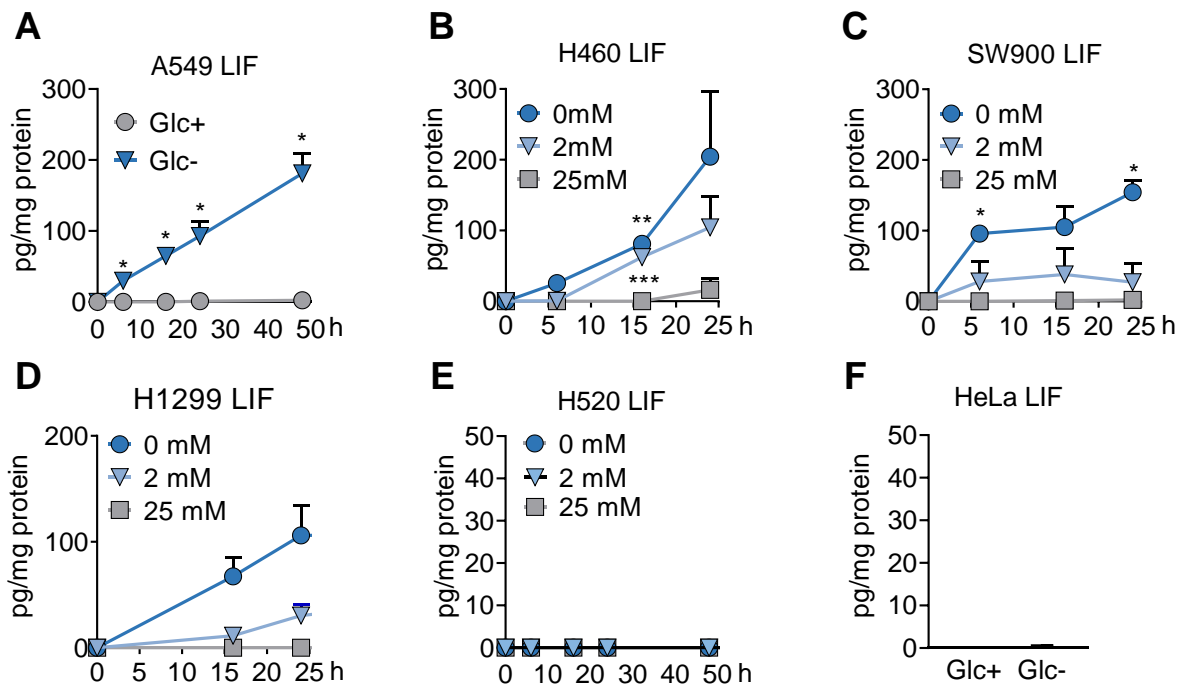 A
A549 LIF
pg/mg protein
300
200
100
0
Glc+
Glc-
*
*
*
*
*
0 10 20 30 40 50 h
B
H460 LIF
pg/mg protein
300
200
100
0
0mM
2mM
25mM
**
***
0 5 10 15 20 25 h
C
SW900 LIF
pg/mg protein
300
200
100
0
0 mM
2 mM
25 mM
*
*
0 5 10 15 20 25 h
D
H1299 LIF
pg/mg protein
200
100
0
0 mM
2 mM
25 mM
0 5 10 15 20 25 h
E
H520 LIF
pg/mg protein
50
40
30
20
10
0
0 mM
2 mM
25 mM
0 10 20 30 40 50 h
F
HeLa LIF
pg/mg protein
50
40
30
20
10
0
Glc+ Glc-